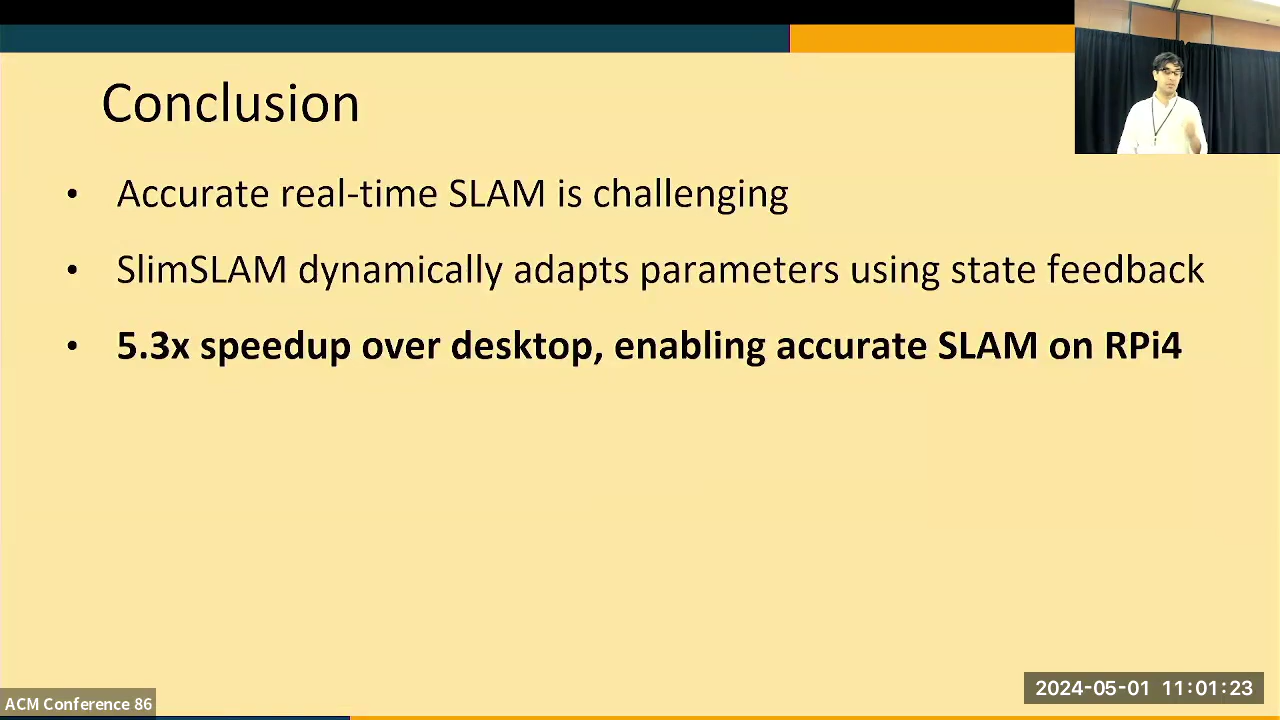 Conclusion
• Accurate real-time SLAM is challenging
• SlimSLAM dynamically adapts parameters using state feedback
• 5.3x speedup over desktop, enabling accurate SLAM on RPi4
ACM Conference 86
2024-05-01 11:01:23